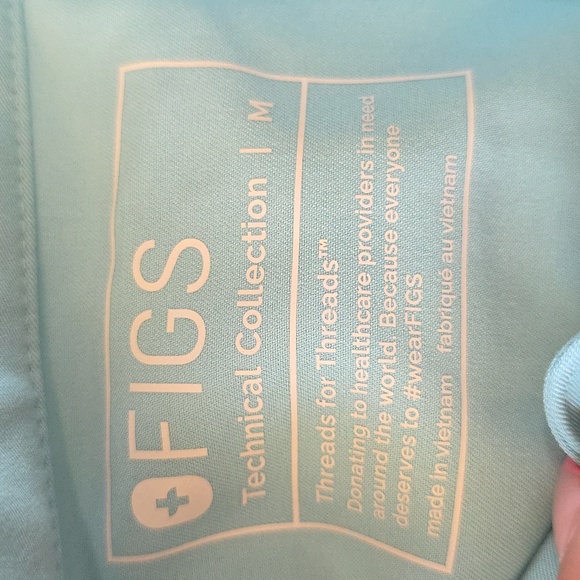 FIGS
Technical Collection | M
Threads for Threads™
Donating to healthcare providers in need
around the world. Because everyone
deserves to #wearFIGS
made in vietnam fabriqué au viêtnam